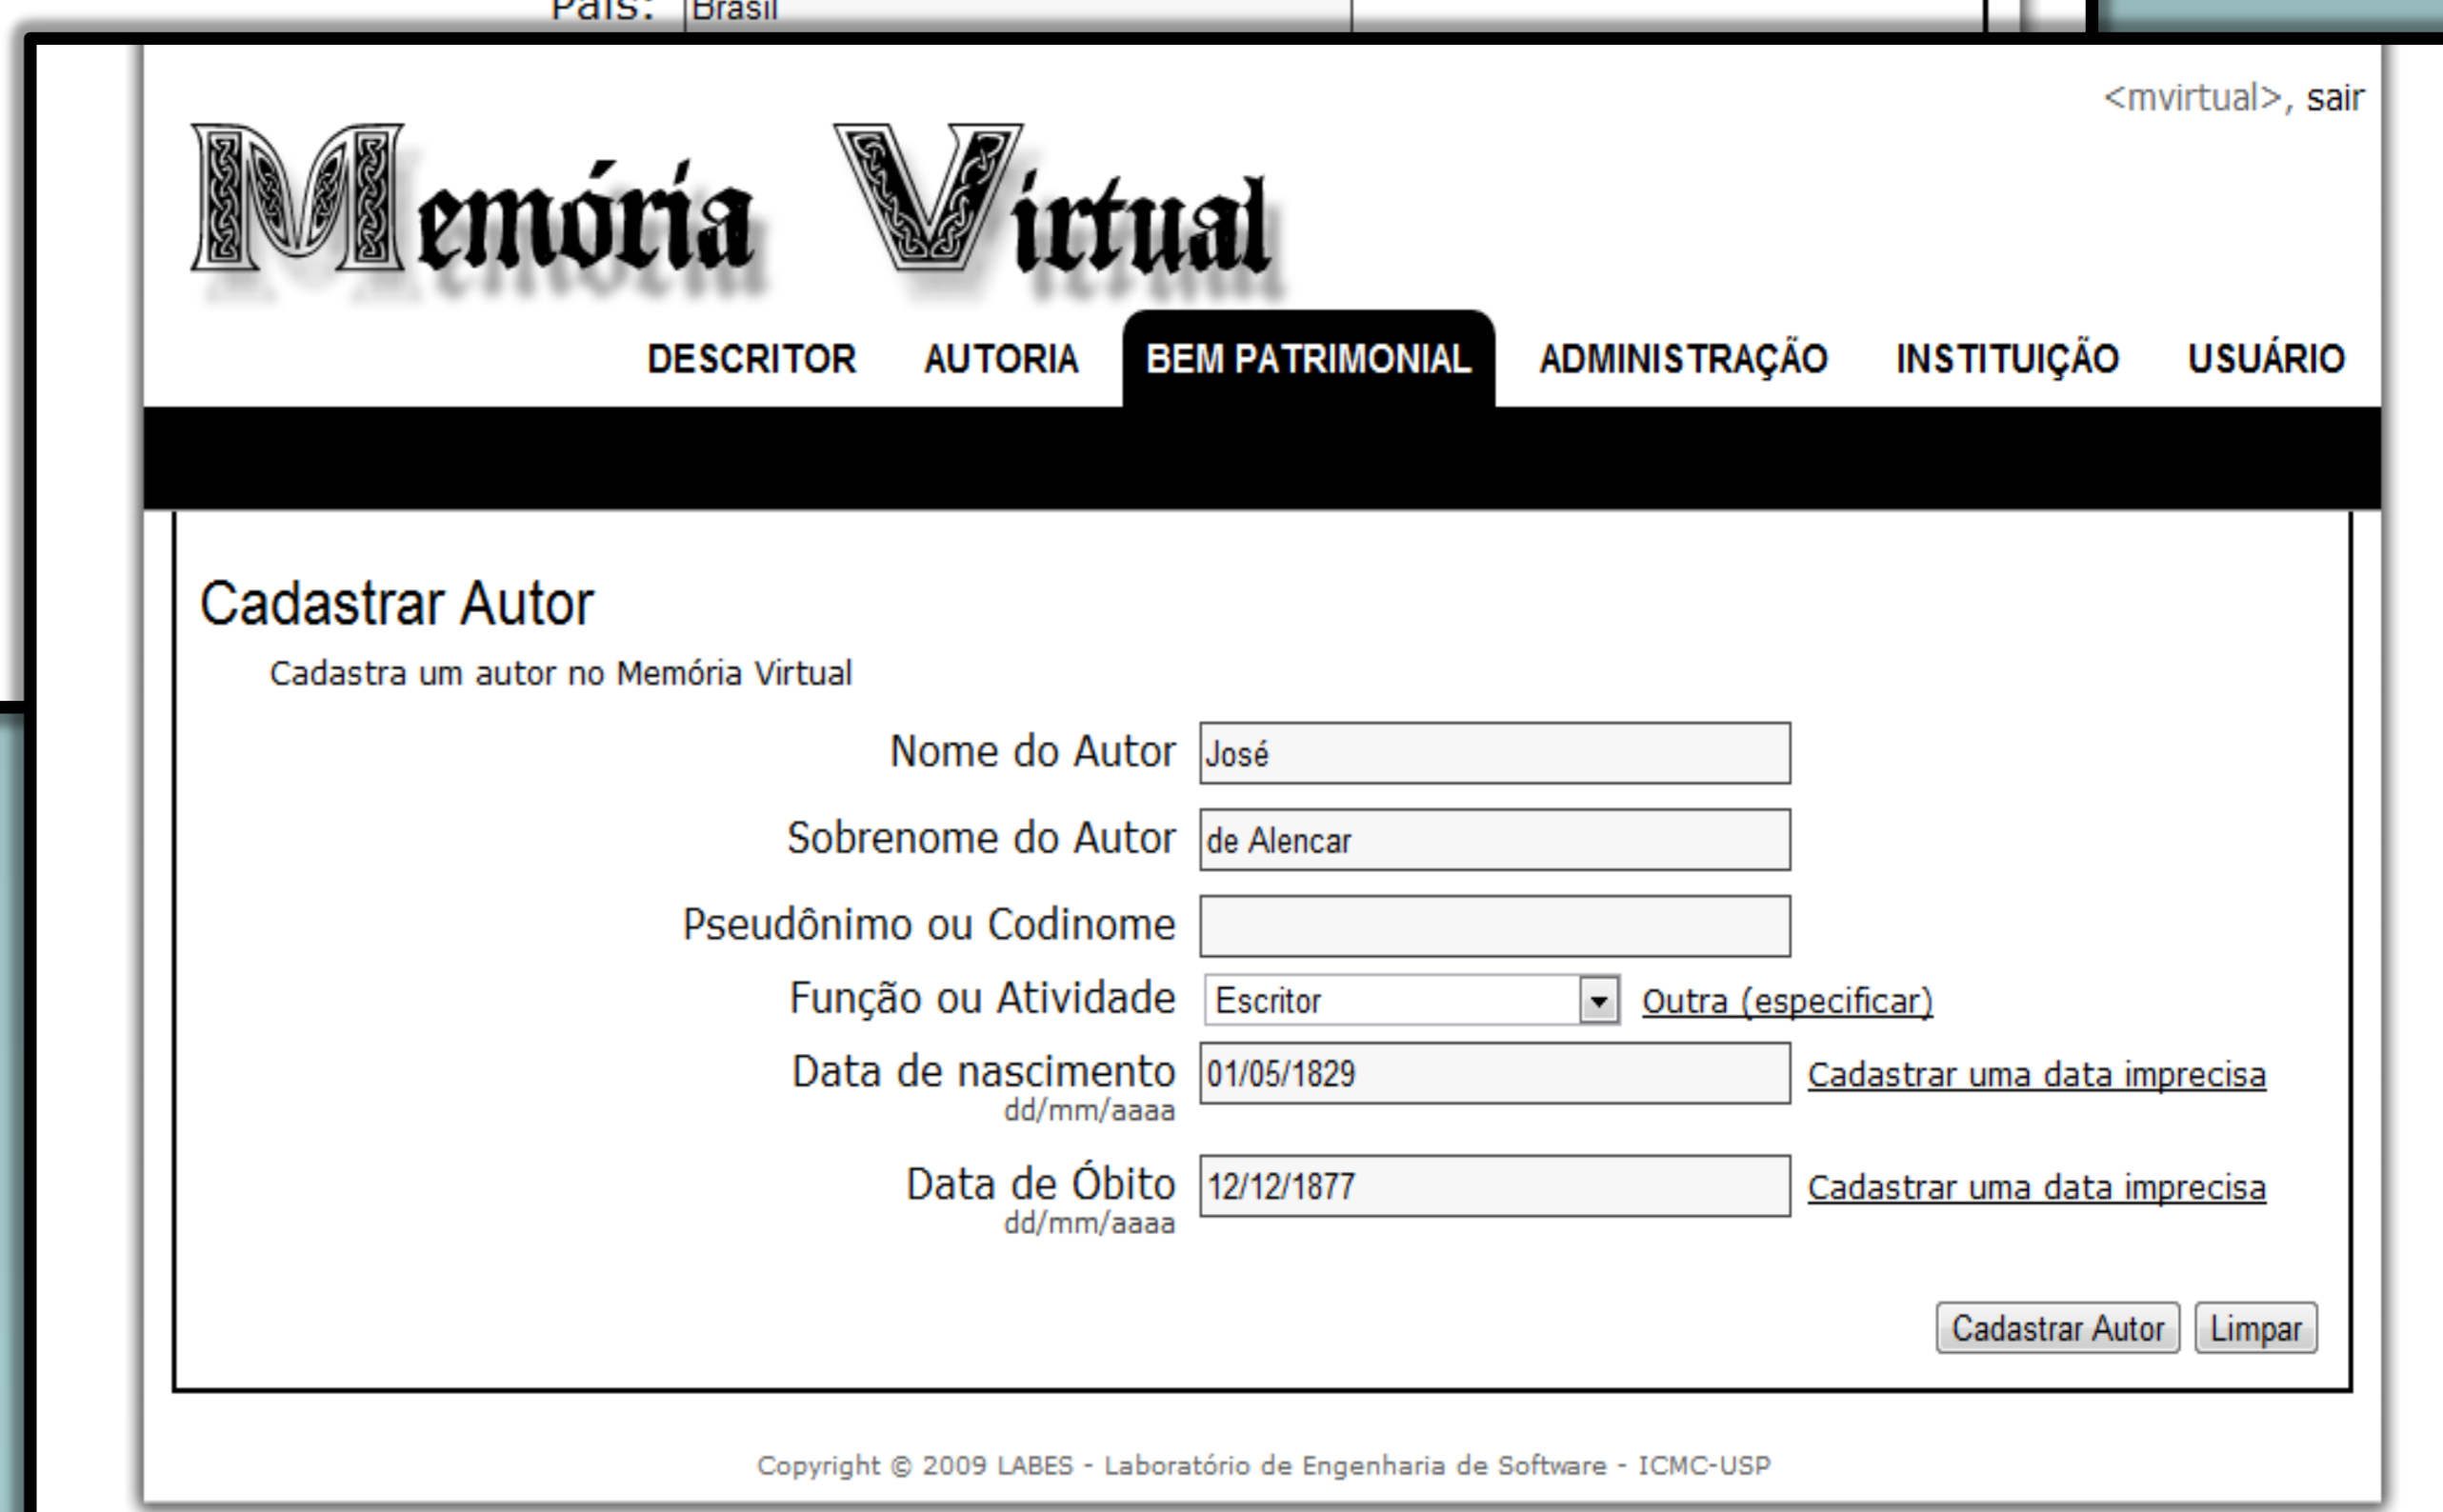 País: Brasil
<mvirtual>, sair
Memória Virtual
DESCRITOR AUTORIA BEM PATRIMONIAL ADMINISTRAÇÃO INSTITUIÇÃO USUÁRIO
Cadastrar Autor
Cadastra um autor no Memória Virtual
Nome do Autor José
Sobrenome do Autor de Alencar
Pseudônimo ou Codinome
Função ou Atividade Escritor Outra (especificar)
Data de nascimento 01/05/1829 Cadastrar uma data imprecisa
dd/mm/aaaa
Data de Óbito 12/12/1877 Cadastrar uma data imprecisa
dd/mm/aaaa
Cadastrar Autor Limpar
Copyright © 2009 LABES - Laboratório de Engenharia de Software - ICMC-USP